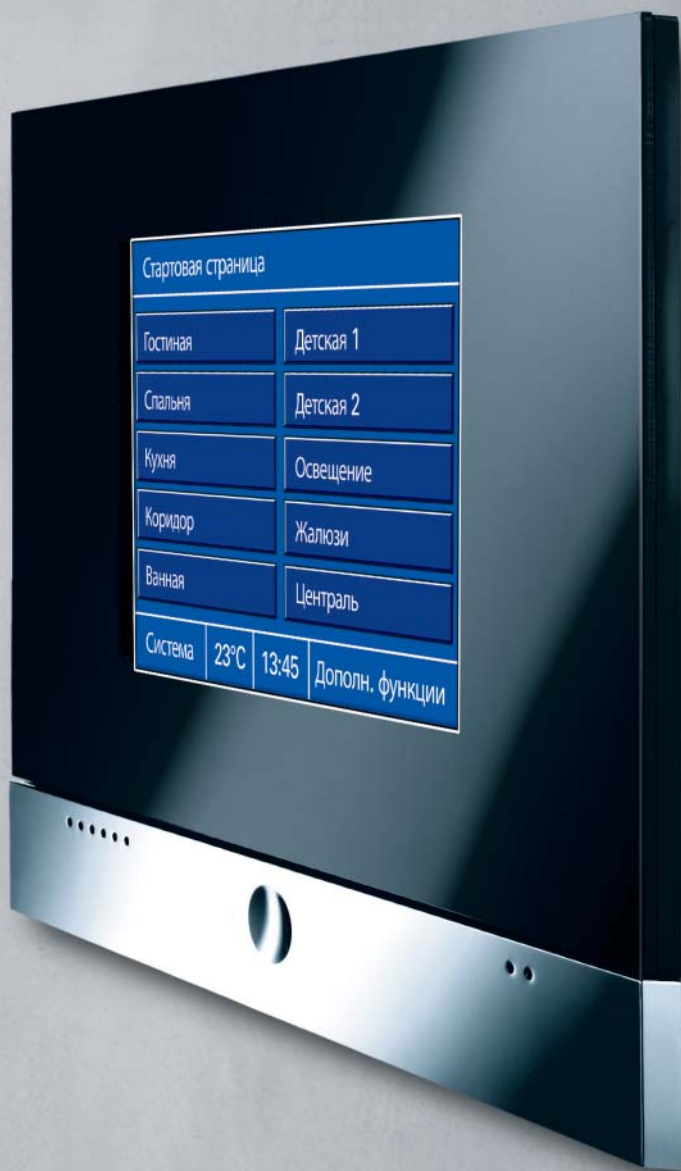 Стартовая страница
Гостиная
Детская 1
Спальня
Детская 2
Кухня
Освещение
Коридор
Жалюзи
Ванная
Централь
Система 23°C 13:45 Дополн. функции